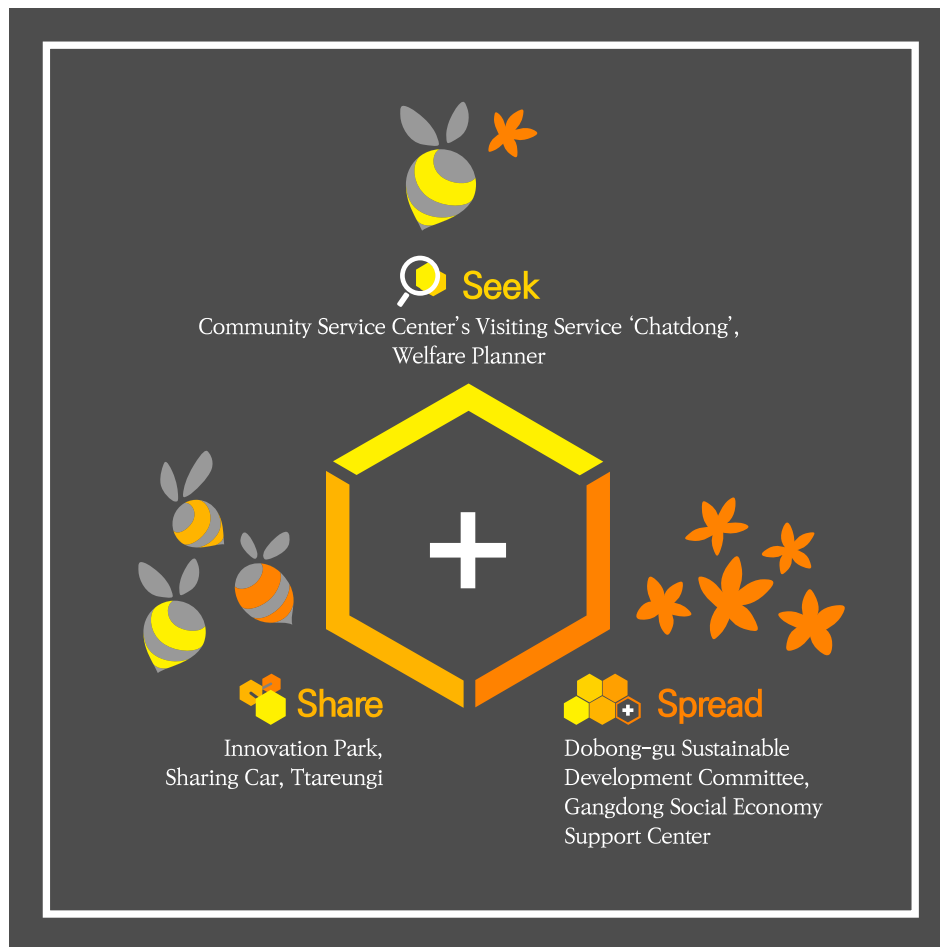 Seek
Community Service Center’s Visiting Service ‘Chatdong’,
Welfare Planner
Share
Innovation Park,
Sharing Car, Ttareungi
Spread
Dobong-gu Sustainable
Development Committee,
Gangdong Social Economy
Support Center